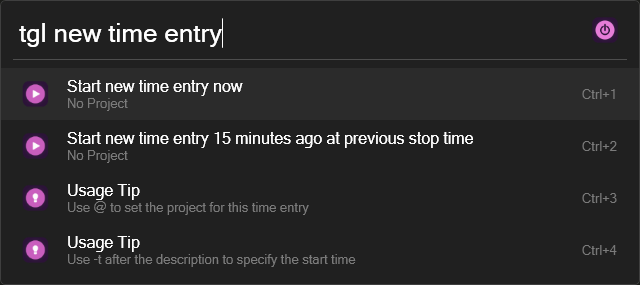 tgl new time entry
Start new time entry now
No Project
Ctrl+1
Start new time entry 15 minutes ago at previous stop time
No Project
Ctrl+2
Usage Tip
Use @ to set the project for this time entry
Ctrl+3
Usage Tip
Use -t after the description to specify the start time
Ctrl+4